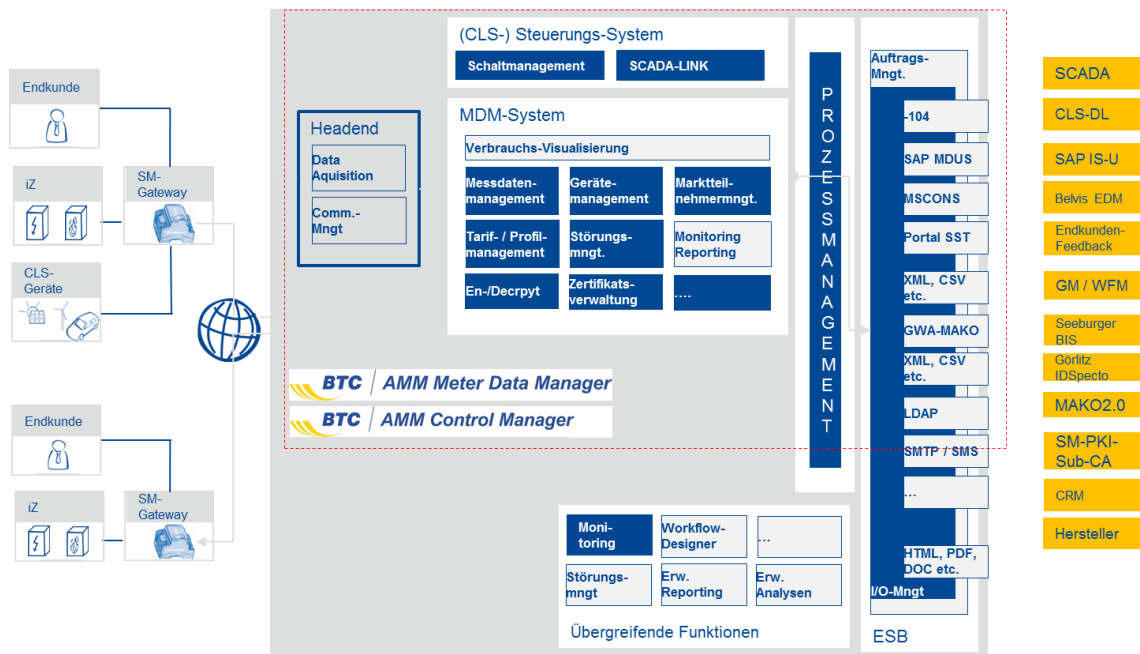 Endkunde
iZ
SM-
Gateway
CLS-
Geräte
Endkunde
iZ
SM-
Gateway
Headend
Data
Aquisition
Comm.-
Mngt
(CLS-) Steuerungs-System
Schaltmanagement
SCADA-LINK
MDM-System
Verbrauchs-Visualisierung
Messdaten-
management
Geräte-
management
Marktteil-
nehmermngt.
Tarif- / Profil-
management
Störungs-
mngt.
Monitoring
Reporting
En-/Decrpyt
Zertifikats-
verwaltung
....
BTC | AMM Meter Data Manager
BTC | AMM Control Manager
PROZESSMANAGEMENT
Moni-
toring
Workflow-
Designer
...
Störungs-
mngt
Erw.
Reporting
Erw.
Analysen
Übergreifende Funktionen
Auftrags-
Mngt.
-104
SAP MDUS
MSCONS
Portal SST
XML, CSV
etc.
GWA-MAKO
XML, CSV
etc.
LDAP
SMTP / SMS
...
HTML, PDF,
DOC etc.
I/O-Mngt
ESB
SCADA
CLS-DL
SAP IS-U
Belvis EDM
Endkunden-
Feedback
GM / WFM
Seeburger
BIS
Görlitz
IDSpecto
MAKO2.0
SM-PKI-
Sub-CA
CRM
Hersteller